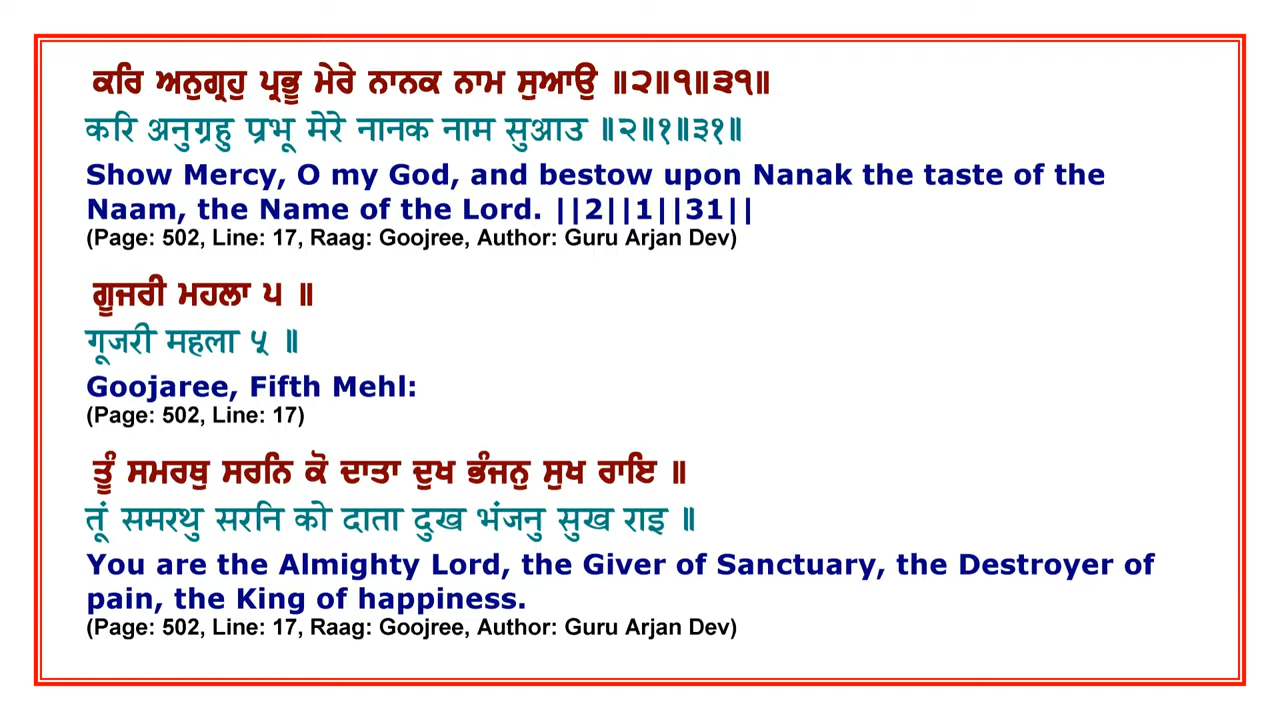 ਕਰਿ ਅਨੁਗ੍ਰਹੁ ਪ੍ਰਭੂ ਮੇਰੇ ਨਾਨਕ ਨਾਮ ਸੁਆਉ ॥੨॥੧॥੩੧॥
करि अनुग्रहु प्रभू मेरे नानक नाम सुआउ ॥२॥१॥३१॥
Show Mercy, O my God, and bestow upon Nanak the taste of the
Naam, the Name of the Lord. ||2||1||31||
(Page: 502, Line: 17, Raag: Goojree, Author: Guru Arjan Dev)
ਗੂਜਰੀ ਮਹਲਾ ੫ ॥
गूजरी महला ५ ॥
Goojaree, Fifth Mehl:
(Page: 502, Line: 17)
ਤੂੰ ਸਮਰਥੁ ਸਰਨਿ ਕੋ ਦਾਤਾ ਦੁਖ ਭੰਜਨੁ ਸੁਖ ਰਾਇ ॥
तूं समरथु सरनि को दाता दुख भंजनु सुख राइ ॥
You are the Almighty Lord, the Giver of Sanctuary, the Destroyer of
pain, the King of happiness.
(Page: 502, Line: 17, Raag: Goojree, Author: Guru Arjan Dev)